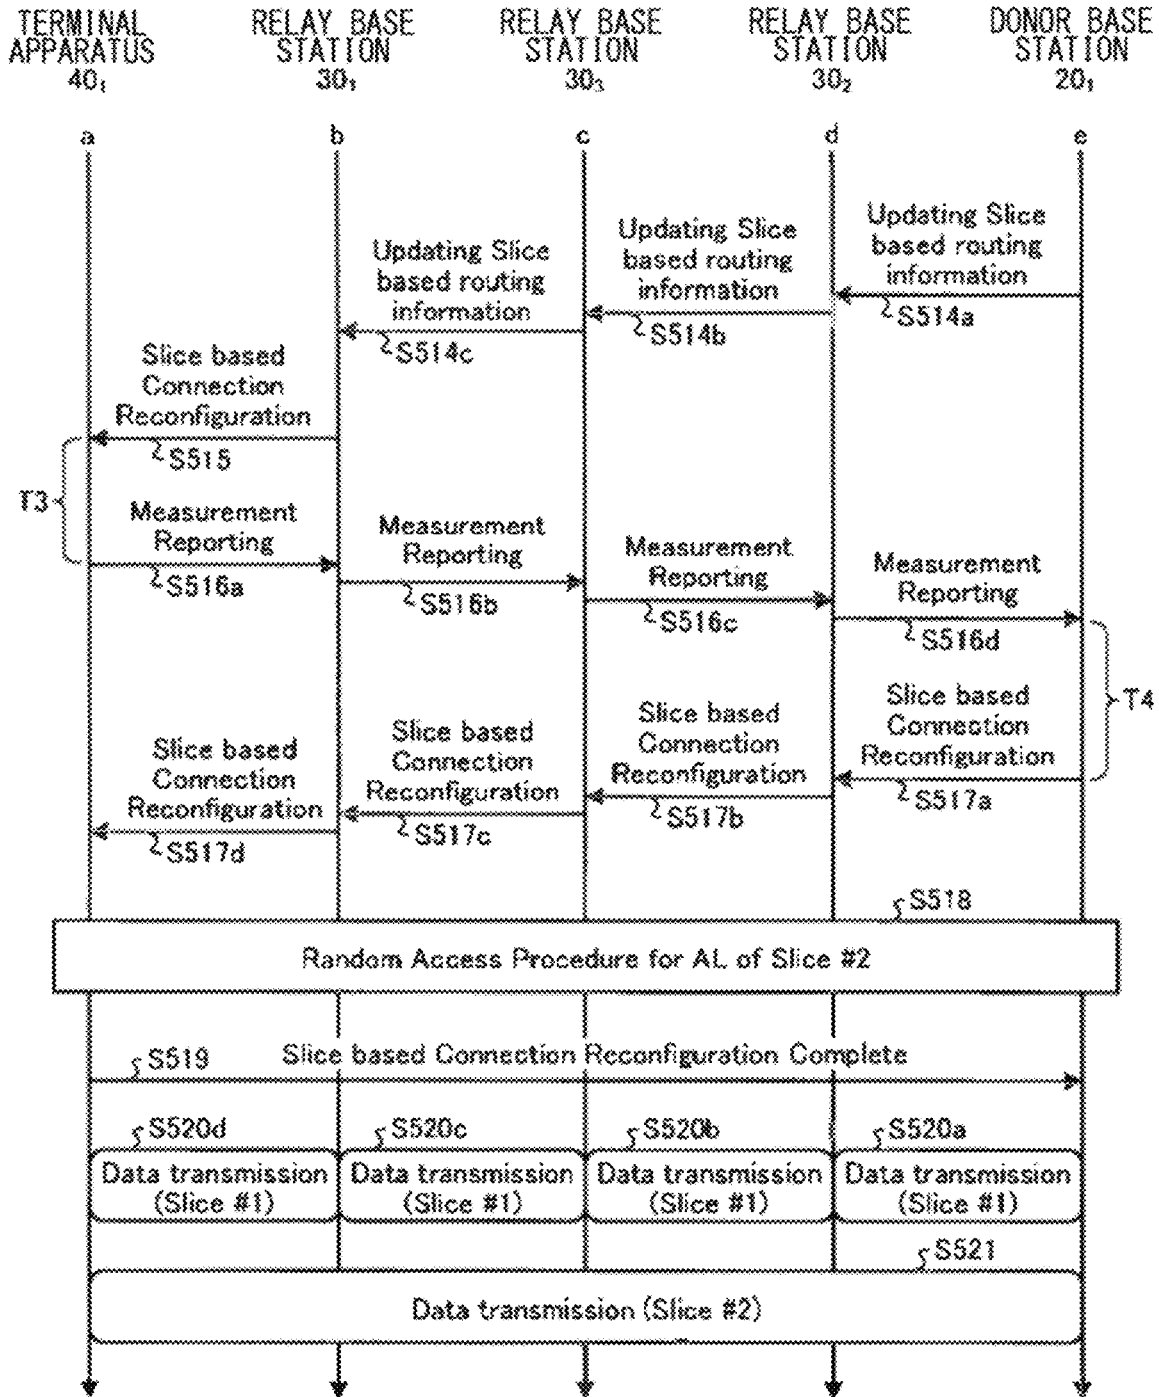 TERMINAL
APPARATUS
40₁
RELAY BASE
STATION
30₁
RELAY BASE
STATION
30₃
RELAY BASE
STATION
30₂
DONOR BASE
STATION
20₁
a
b
c
d
e
Updating Slice
based routing
information
S514a
Updating Slice
based routing
information
S514b
Updating Slice
based routing
information
S514c
Slice based
Connection
Reconfiguration
S515
T3
Measurement
Reporting
S516a
Measurement
Reporting
S516b
Measurement
Reporting
S516c
Measurement
Reporting
S516d
T4
Slice based
Connection
Reconfiguration
S517a
Slice based
Connection
Reconfiguration
S517b
Slice based
Connection
Reconfiguration
S517c
Slice based
Connection
Reconfiguration
S517d
S518
Random Access Procedure for AL of Slice #2
S519
Slice based Connection Reconfiguration Complete
S520d
S520c
S520b
S520a
Data transmission
(Slice #1)
Data transmission
(Slice #1)
Data transmission
(Slice #1)
Data transmission
(Slice #1)
S521
Data transmission (Slice #2)